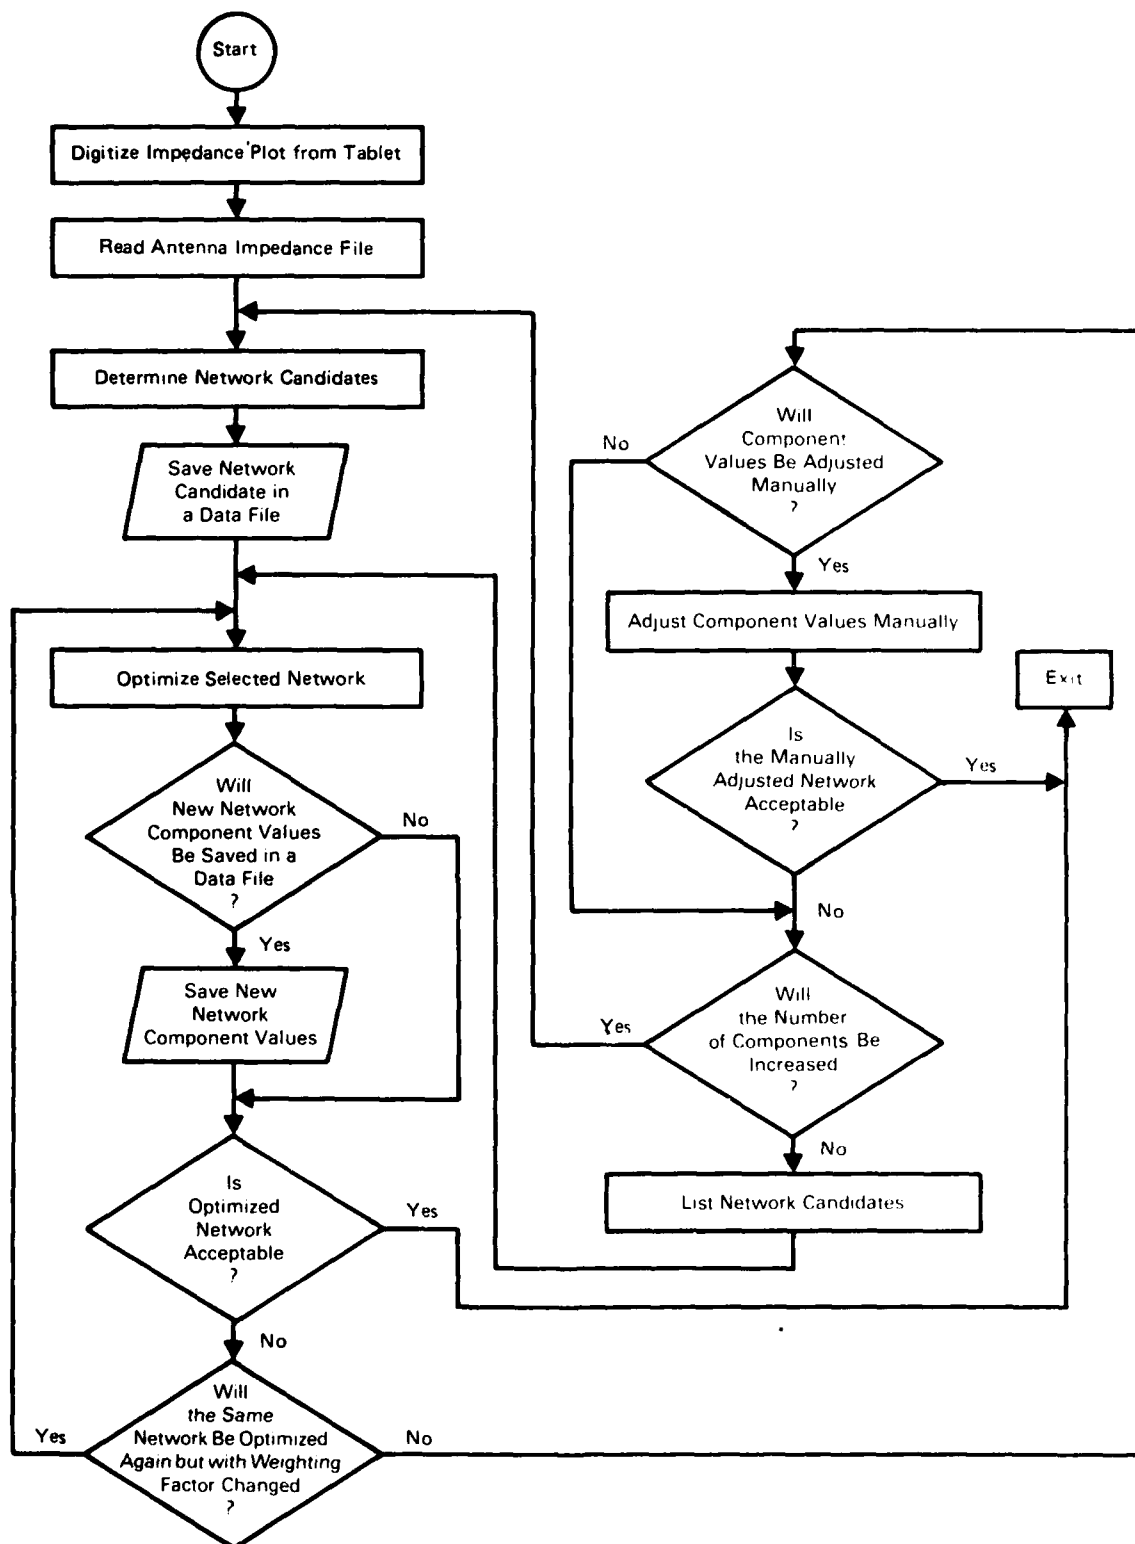 Start
Digitize Impedance Plot from Tablet
Read Antenna Impedance File
Determine Network Candidates
Save Network
Candidate in
a Data File
Optimize Selected Network
Will
New Network
Component Values
Be Saved in a
Data File
?
No
Yes
Save New
Network
Component Values
Is
Optimized
Network
Acceptable
?
Yes
No
Will
the Same
Network Be Optimized
Again but with Weighting
Factor Changed
?
Yes
No
Will
Component
Values Be Adjusted
Manually
?
No
Yes
Adjust Component Values Manually
Is
the Manually
Adjusted Network
Acceptable
?
Yes
No
Exit
Will
the Number
of Components Be
Increased
?
Yes
No
List Network Candidates